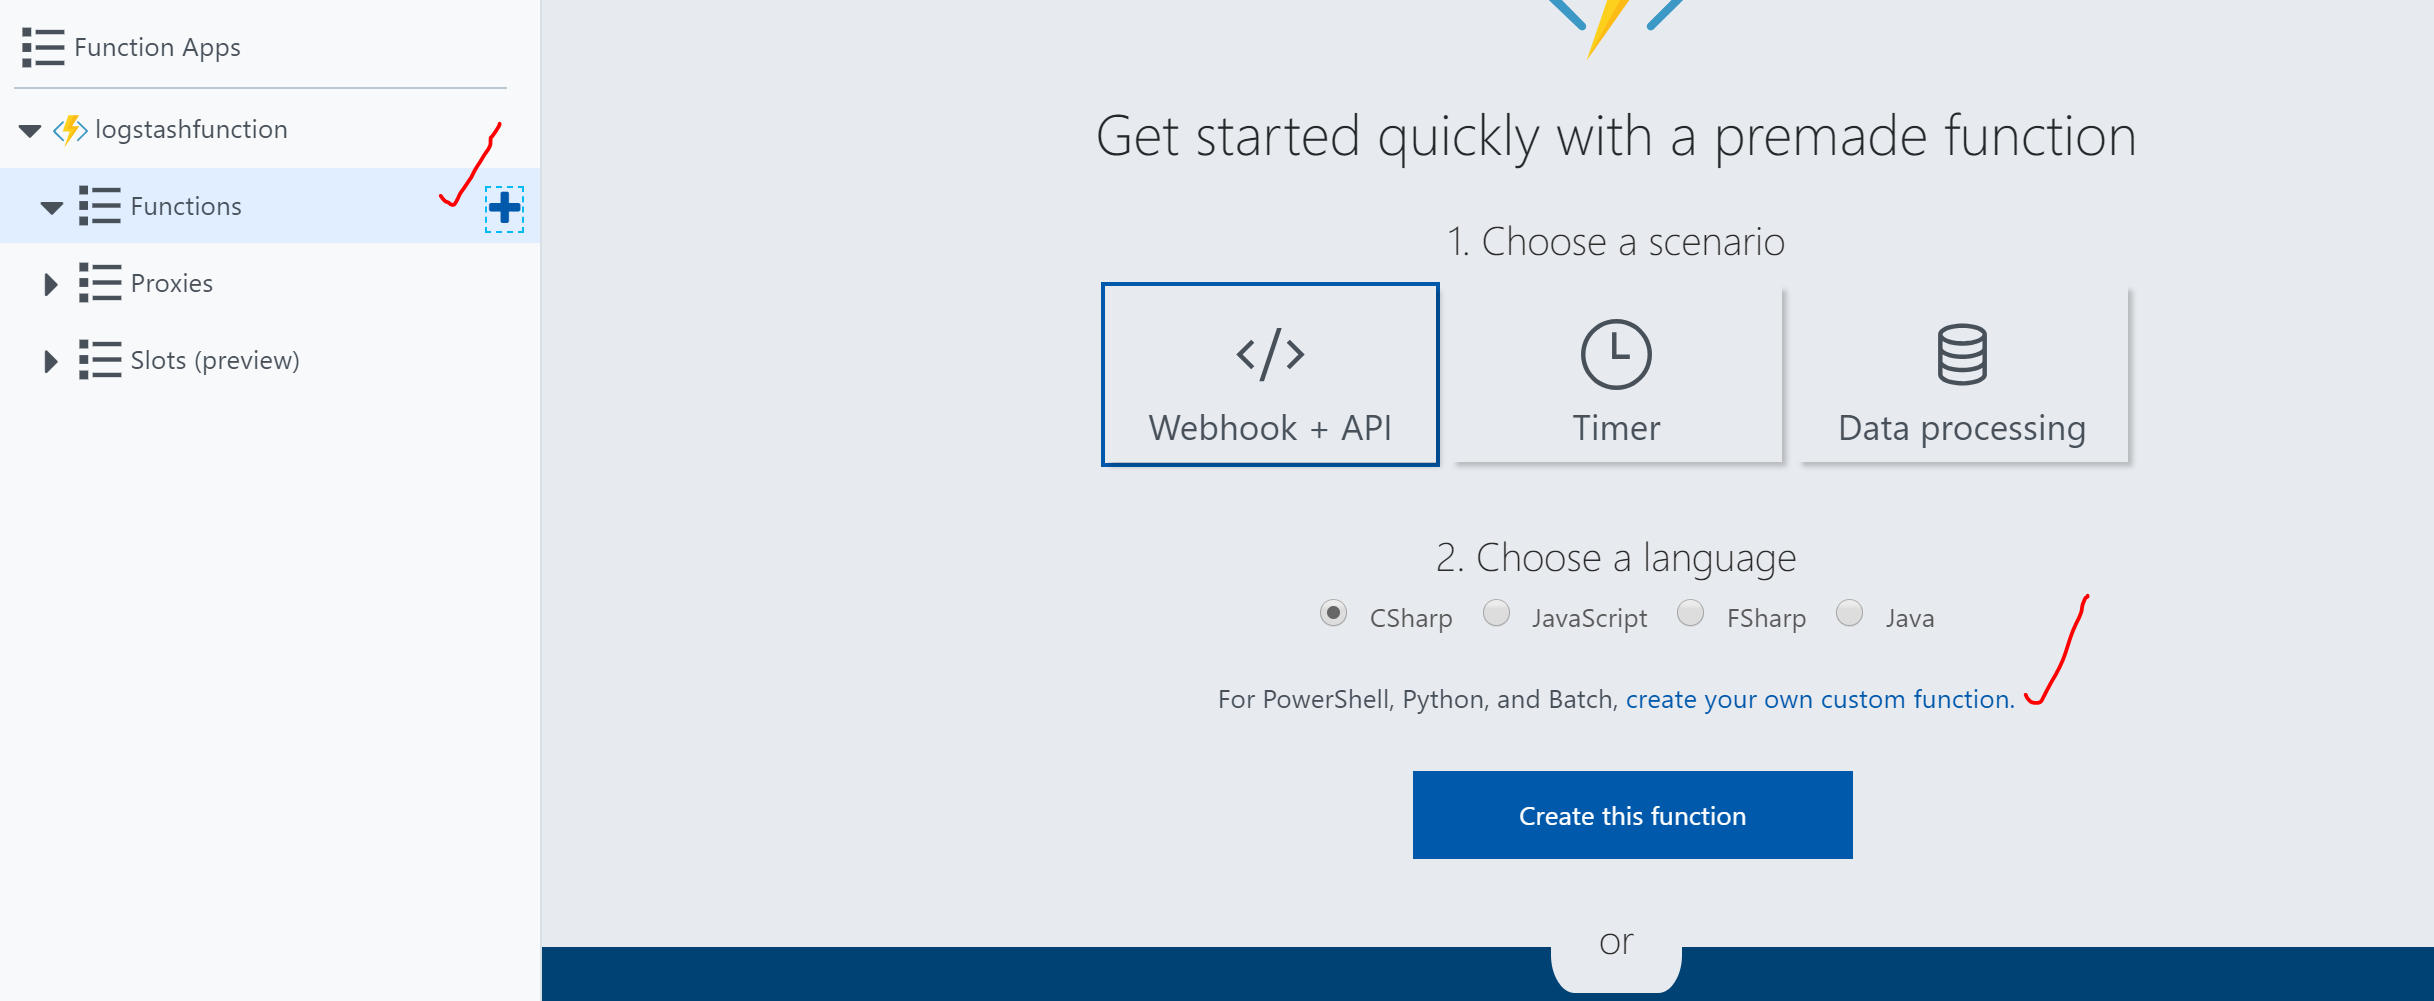 Function Apps
logstashfunction
Functions
Proxies
Slots (preview)
Get started quickly with a premade function
1. Choose a scenario
Webhook + API
Timer
Data processing
2. Choose a language
CSharp JavaScript FSharp Java
For PowerShell, Python, and Batch, create your own custom function.
Create this function
or